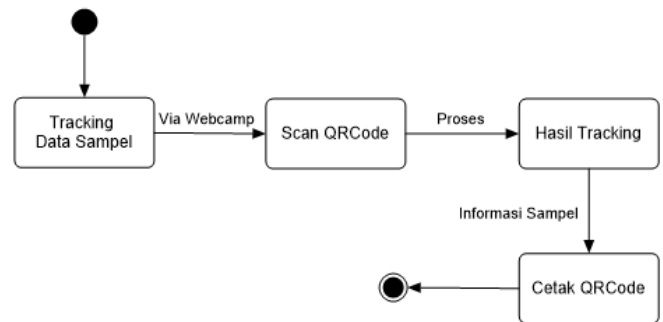 Tracking
Data Sampel
Via Webcamp
Scan QRCode
Proses
Hasil Tracking
Informasi Sampel
Cetak QRCode